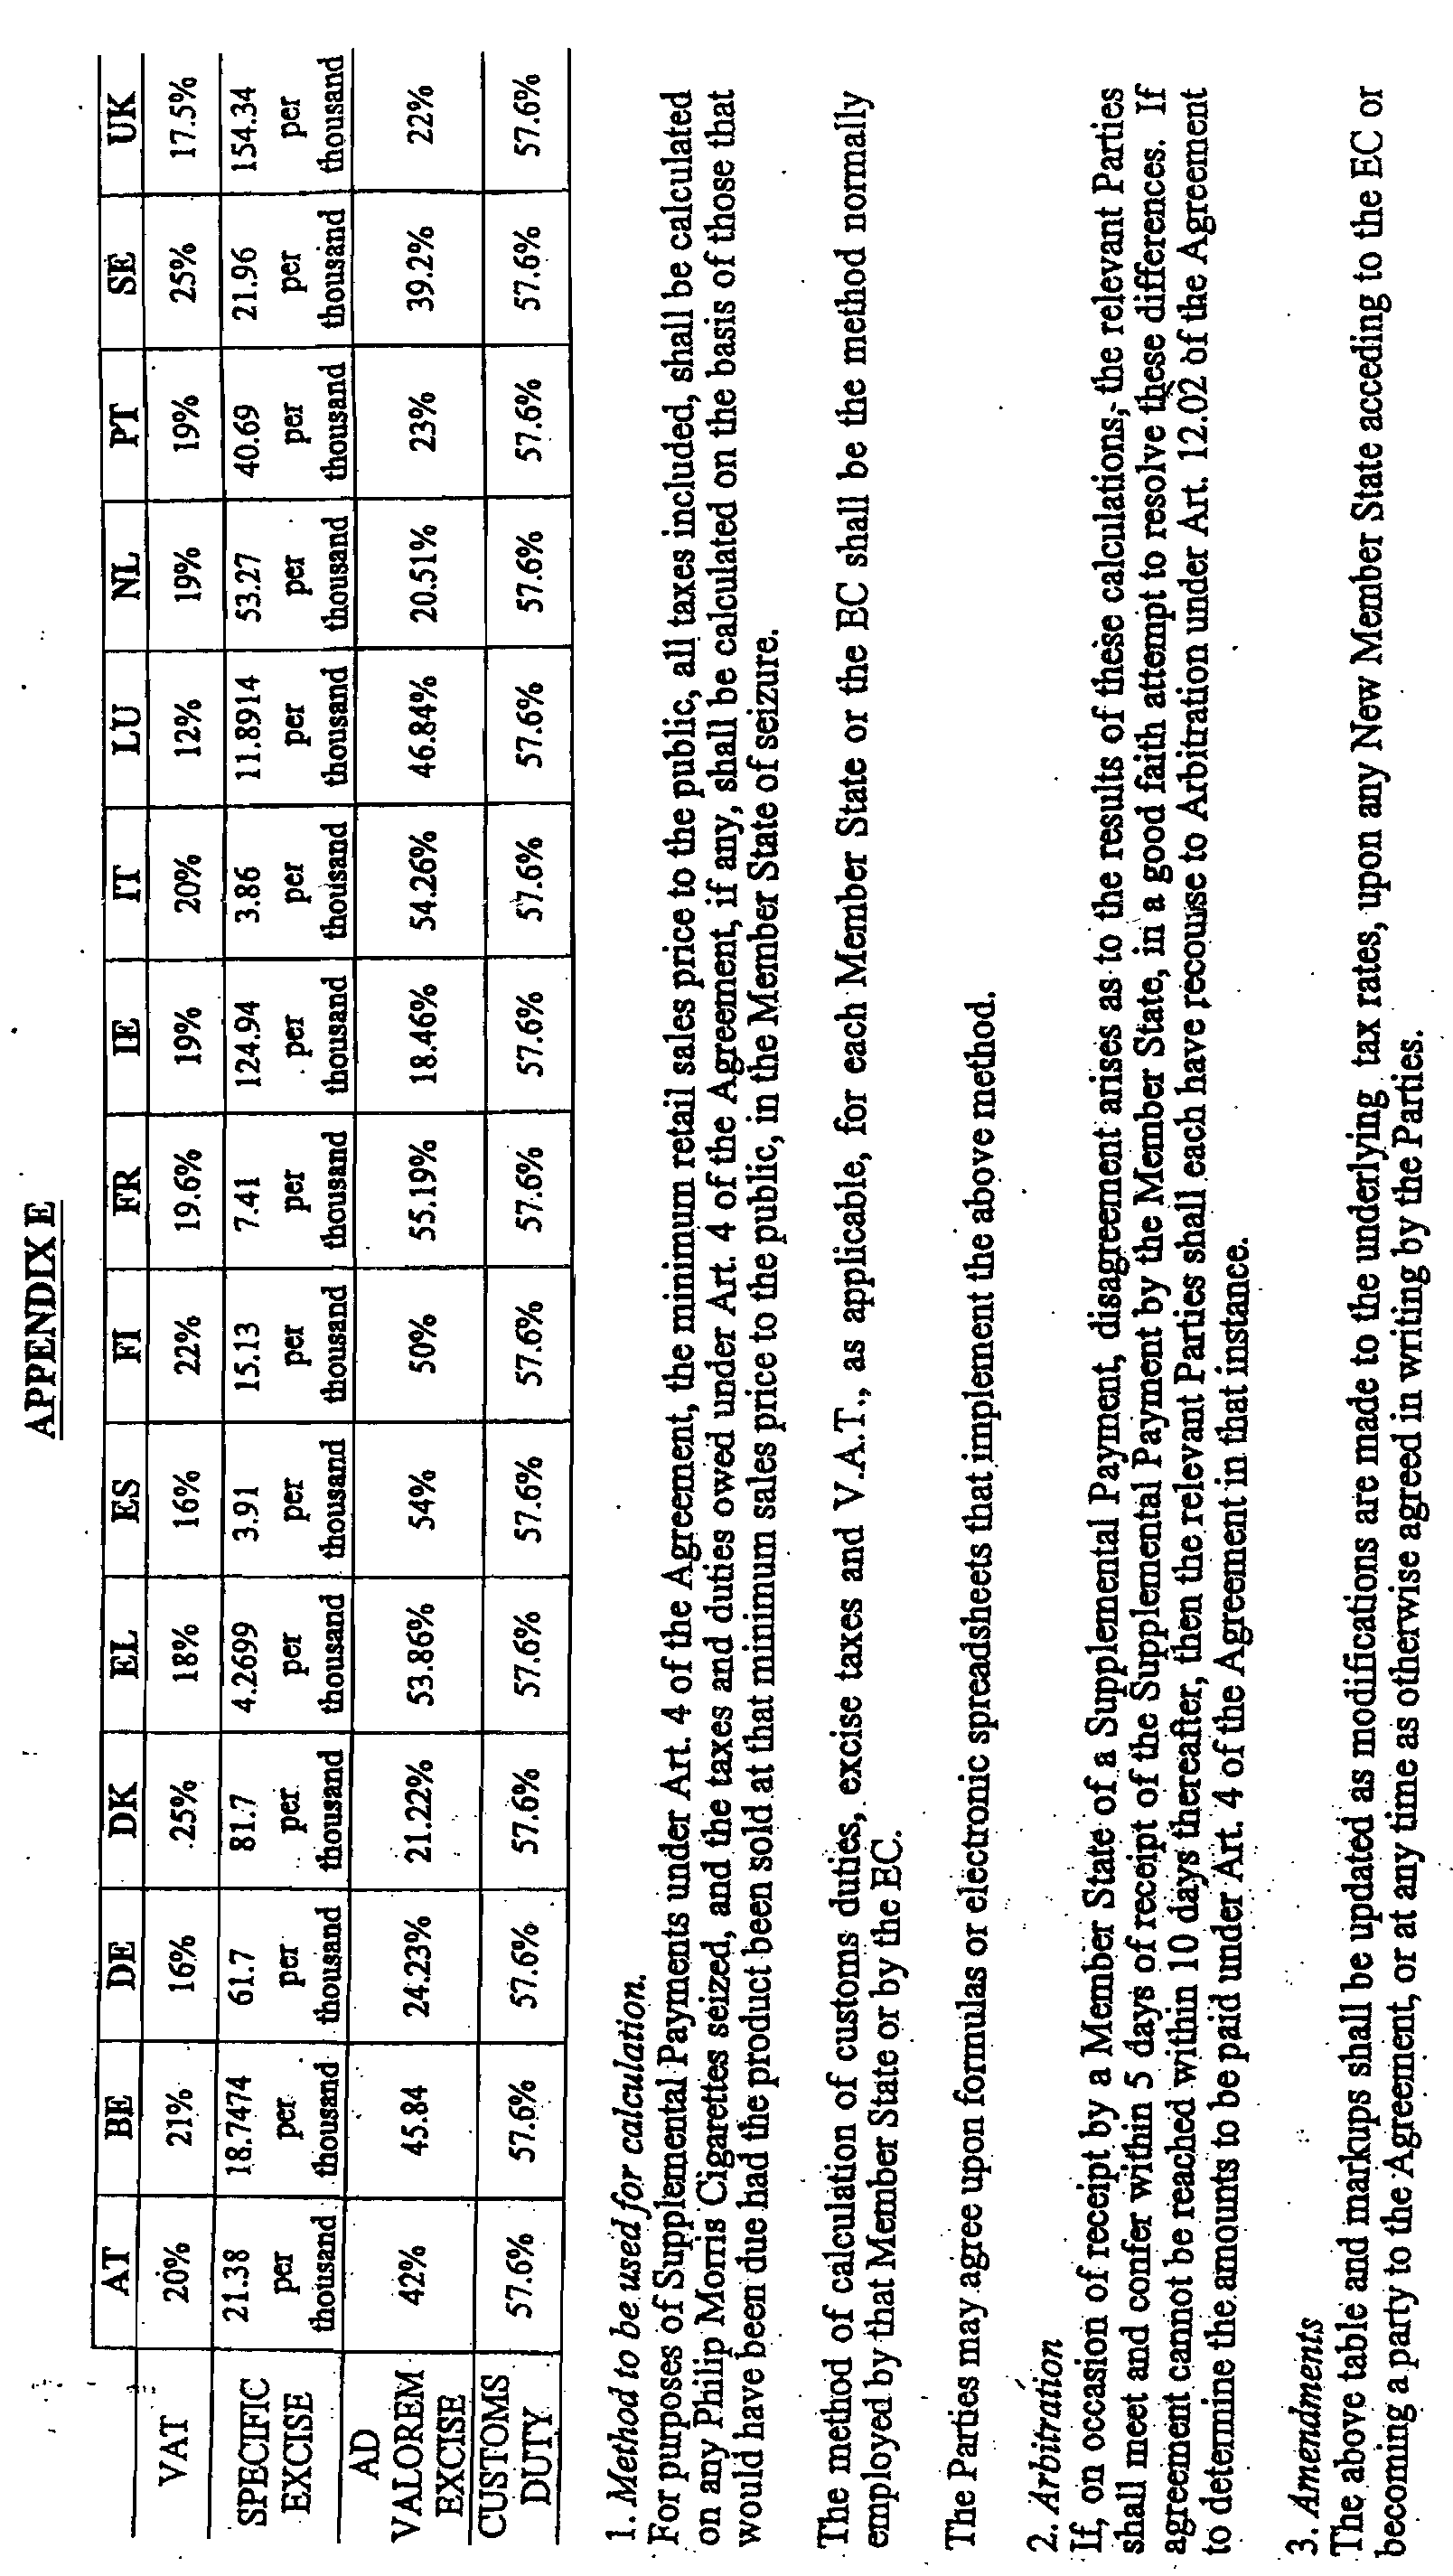 APPENDIX E
AT BE DE DK EL ES FI FR IE IT LU NL PT SE UK
VAT 20% 21% 16% 25% 18% 16% 22% 19.6% 19% 20% 12% 19% 19% 25% 17.5%
SPECIFIC EXCISE 21.38 per thousand 18.7474 per thousand 61.7 per thousand 81.7 per thousand 4.2699 per thousand 3.91 per thousand 15.13 per thousand 7.41 per thousand 124.94 per thousand 3.86 per thousand 11.8914 per thousand 53.27 per thousand 40.69 per thousand 21.96 per thousand 154.34 per thousand
AD VALOREM EXCISE 42% 45.84 24.23% 21.22% 53.86% 54% 50% 55.19% 18.46% 54.26% 46.84% 20.51% 23% 39.2% 22%
CUSTOMS DUTY 57.6% 57.6% 57.6% 57.6% 57.6% 57.6% 57.6% 57.6% 57.6% 57.6% 57.6% 57.6% 57.6% 57.6% 57.6%
1. Method to be used for calculation.
For purposes of Supplemental Payments under Art. 4 of the Agreement, the minimum retail sales price to the public, all taxes included, shall be calculated
on any Philip Morris Cigarettes seized, and the taxes and duties owed under Art. 4 of the Agreement, if any, shall be calculated on the basis of those that
would have been due had the product been sold at that minimum sales price to the public, in the Member State of seizure.
The method of calculation of customs duties, excise taxes and V.A.T., as applicable, for each Member State or the EC shall be the method normally
employed by that Member State or by the EC.
The Parties may agree upon formulas or electronic spreadsheets that implement the above method.
2. Arbitration
If, on occasion of receipt by a Member State of a Supplemental Payment, disagreement arises as to the results of these calculations, the relevant Parties
shall meet and confer within 5 days of receipt of the Supplemental Payment by the Member State, in a good faith attempt to resolve these differences. If
agreement cannot be reached within 10 days thereafter, then the relevant Parties shall each have recourse to Arbitration under Art. 12.02 of the Agreement
to determine the amounts to be paid under Art. 4 of the Agreement in that instance.
3. Amendments
The above table and markups shall be updated as modifications are made to the underlying tax rates, upon any New Member State acceding to the EC or
becoming a party to the Agreement, or at any time as otherwise agreed in writing by the Parties.